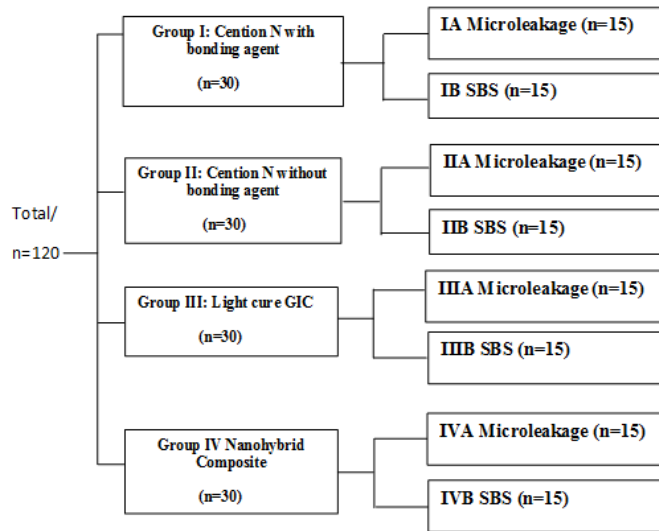 Total/
n=120
Group I: Cention N with
bonding agent
(n=30)
IA Microleakage (n=15)
IB SBS (n=15)
Group II: Cention N without
bonding agent
(n=30)
IIA Microleakage (n=15)
IIB SBS (n=15)
Group III: Light cure GIC
(n=30)
IIIA Microleakage (n=15)
IIIB SBS (n=15)
Group IV Nanohybrid
Composite
(n=30)
IVA Microleakage (n=15)
IVB SBS (n=15)